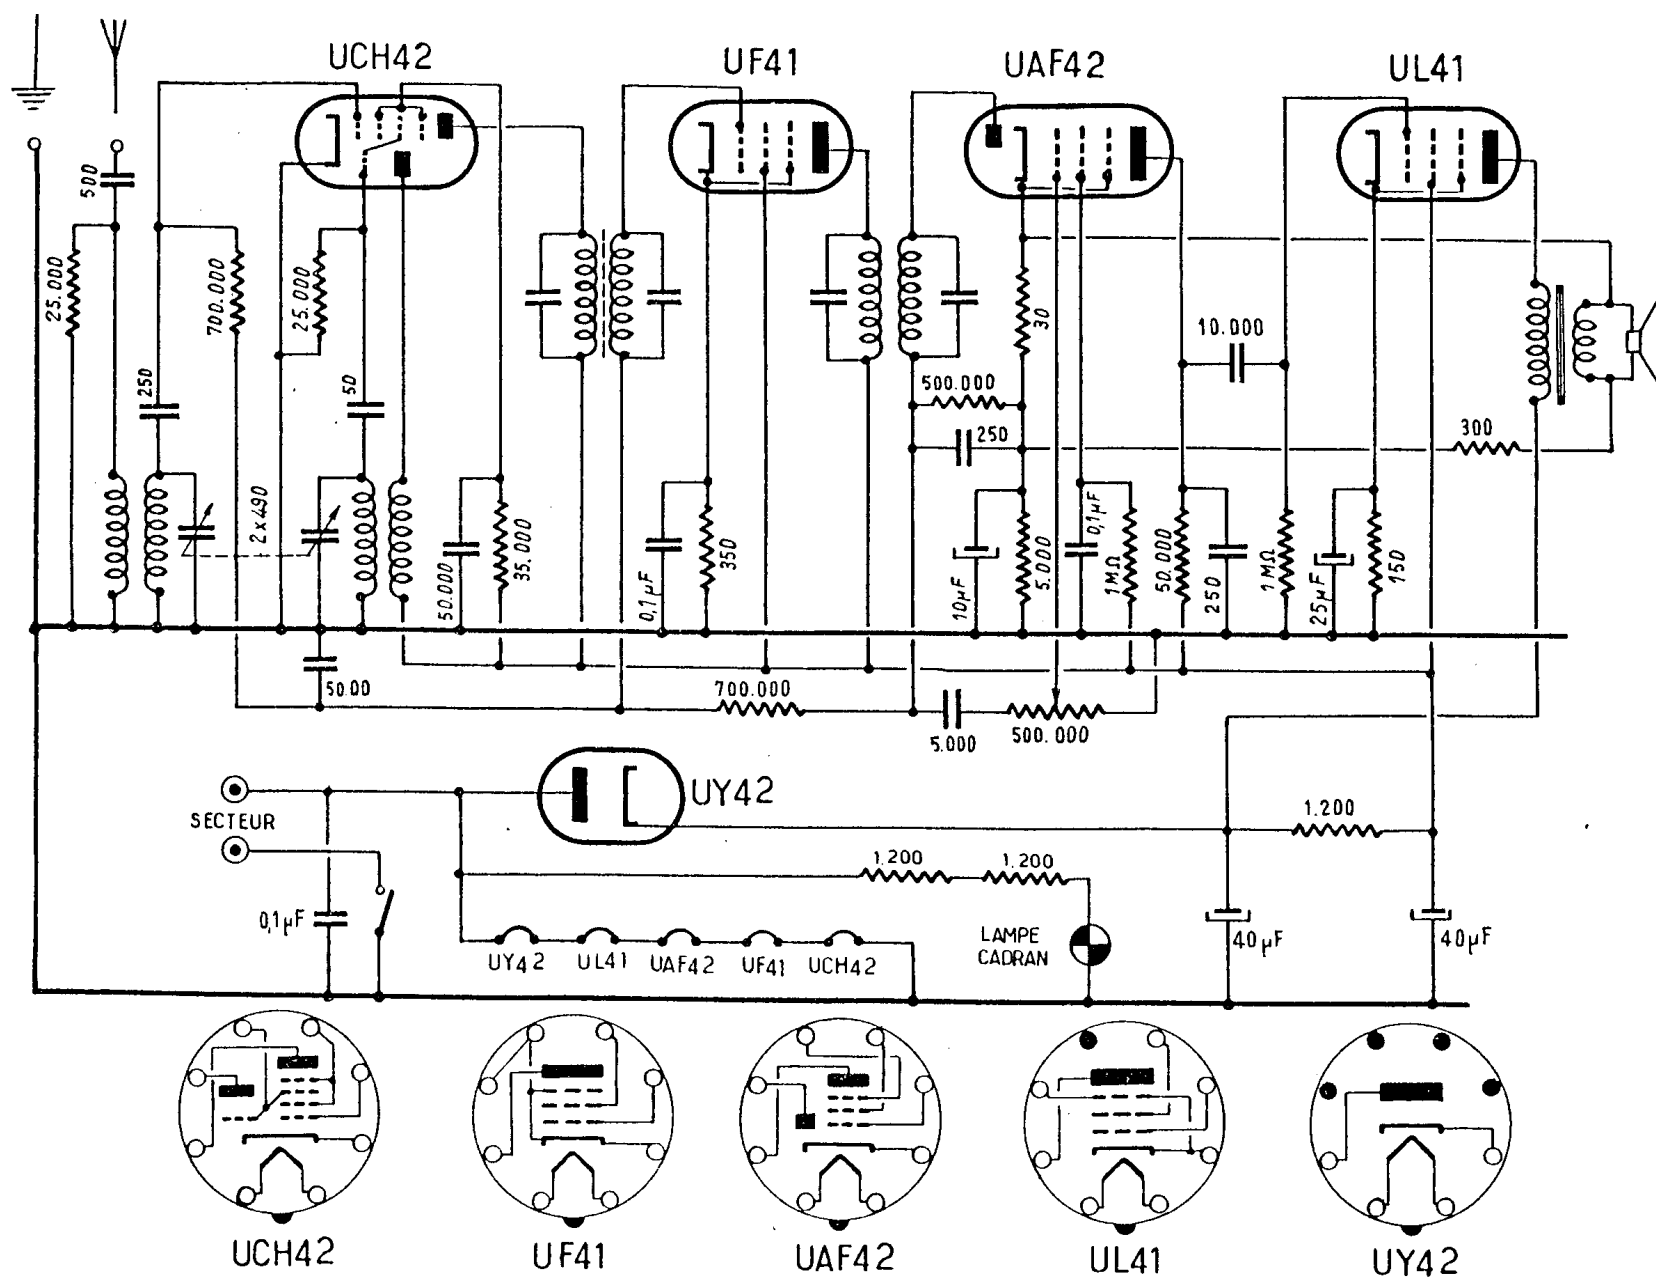 UCH42
UF41
UAF42
UL41
500
25.000
700.000
25.000
250
50
2x490
50.000
35.000
0,1µF
350
30
500.000
250
10.000
300
10µF
5.000
0,1µF
1MΩ
50.000
250
1MΩ
25µF
150
50.00
700.000
5.000
500.000
UY42
SECTEUR
1.200
1.200
1.200
0,1µF
LAMPE
CADRAN
40µF
40µF
UY42
UL41
UAF42
UF41
UCH42
UCH42
UF41
UAF42
UL41
UY42